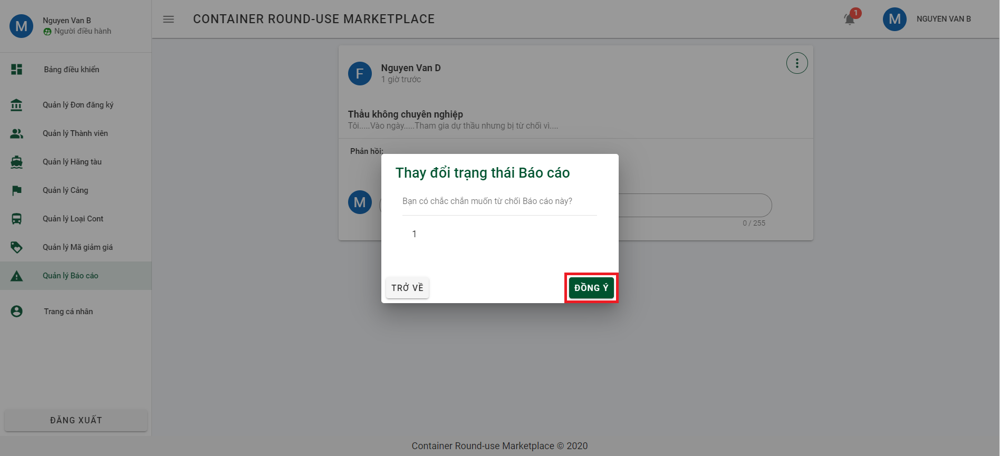 M
Nguyen Van B
Người điều hành
Bảng điều khiển
Quản lý Đơn đăng ký
Quản lý Thành viên
Quản lý Hãng tàu
Quản lý Cảng
Quản lý Loại Cont
Quản lý Mã giảm giá
Quản lý Báo cáo
Trang cá nhân
ĐĂNG XUẤT
CONTAINER ROUND-USE MARKETPLACE
1
M
NGUYEN VAN B
F
Nguyen Van D
1 giờ trước
Thầu không chuyên nghiệp
Tôi.....Vào ngày.....Tham gia dự thầu nhưng bị từ chối vì....
Phản hồi:
M
0 / 255
Thay đổi trạng thái Báo cáo
Bạn có chắc chắn muốn từ chối Báo cáo này?
1
TRỞ VỀ
ĐỒNG Ý
Container Round-use Marketplace © 2020